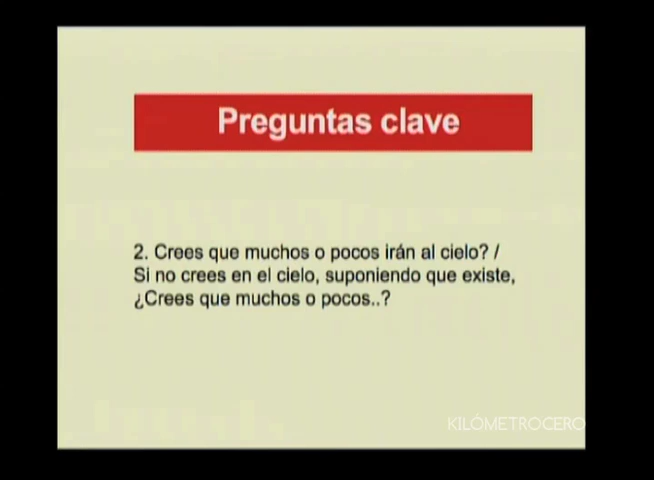 Preguntas clave
2. Crees que muchos o pocos irán al cielo? /
Si no crees en el cielo, suponiendo que existe,
¿Crees que muchos o pocos..?
KILÓMETROCERO